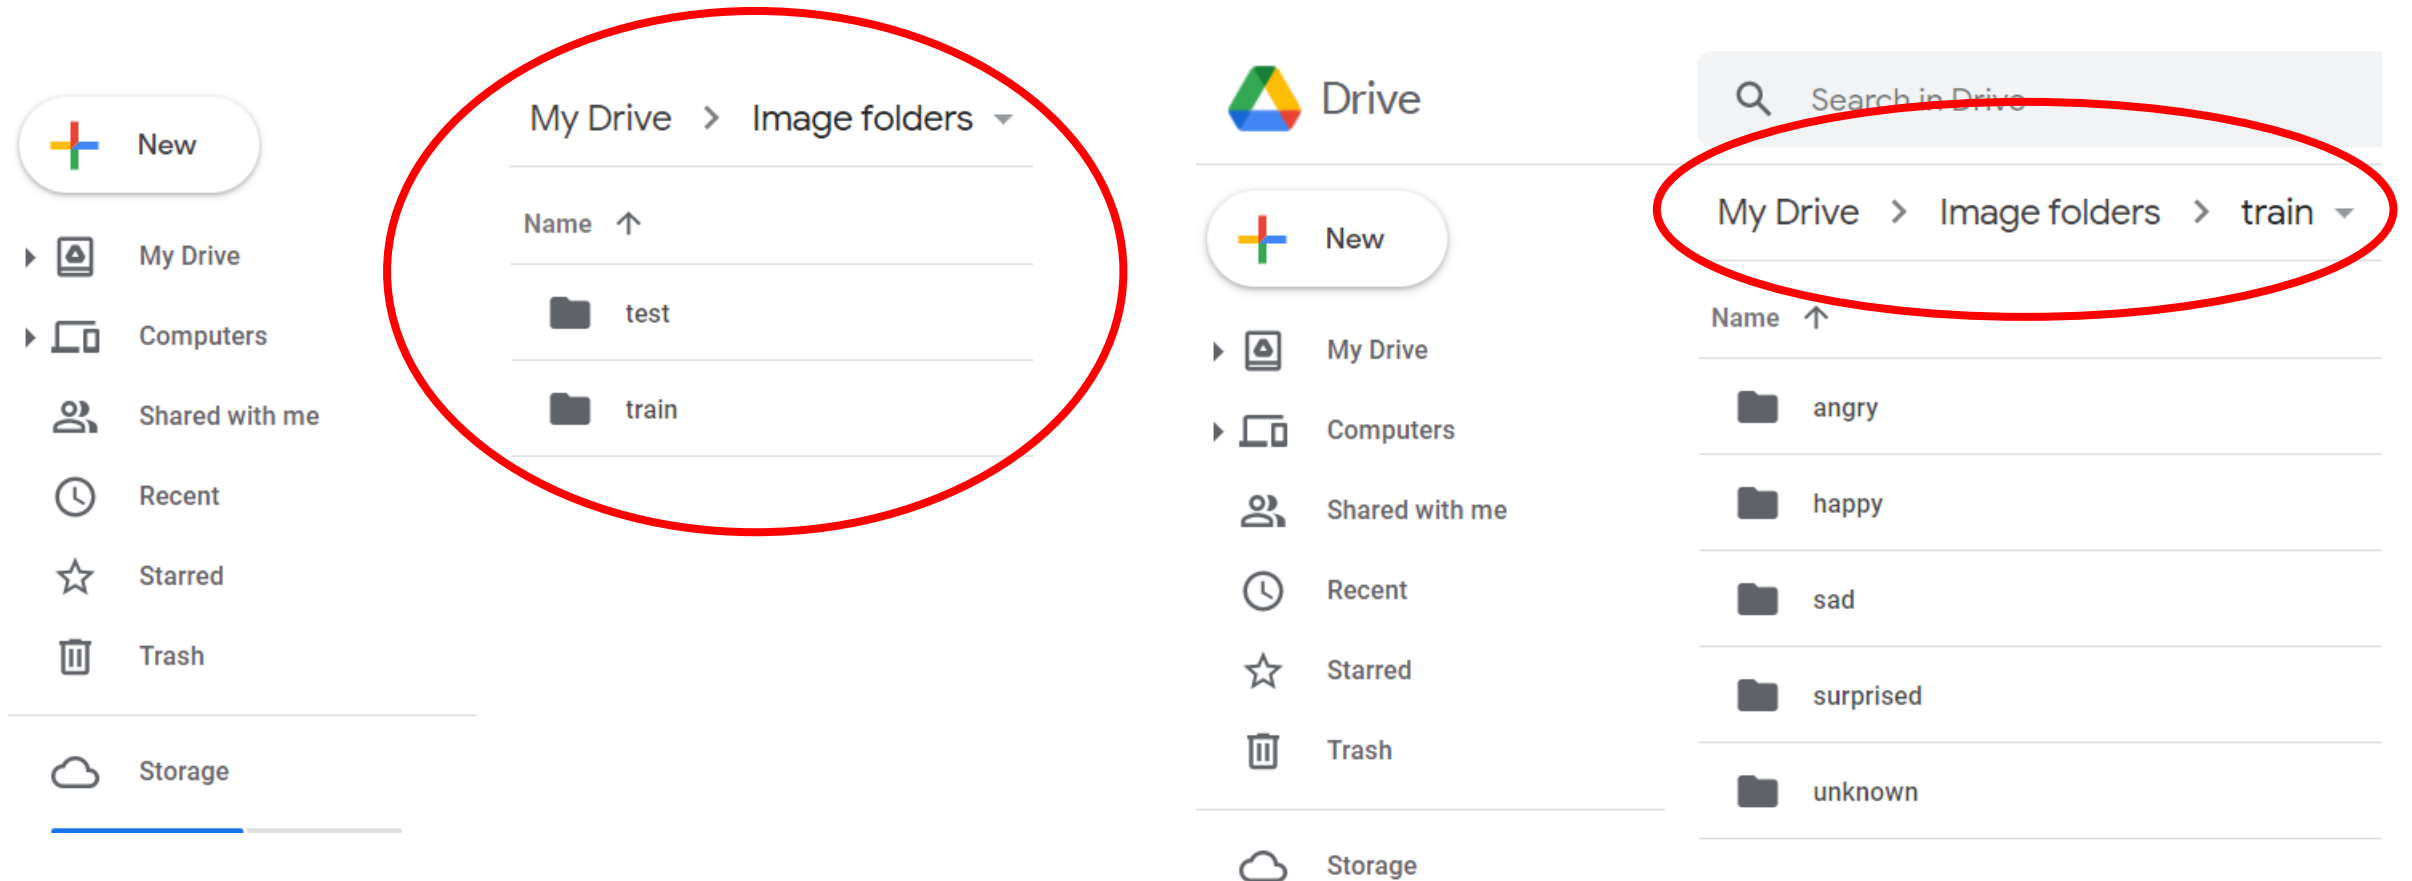 My Drive > Image folders
New
Name ↑
My Drive
test
Computers
train
Shared with me
Recent
Starred
Trash
Storage
Drive
Search in Drive
My Drive > Image folders > train
New
Name ↑
My Drive
angry
Computers
happy
Shared with me
Recent
sad
Starred
surprised
Trash
unknown
Storage